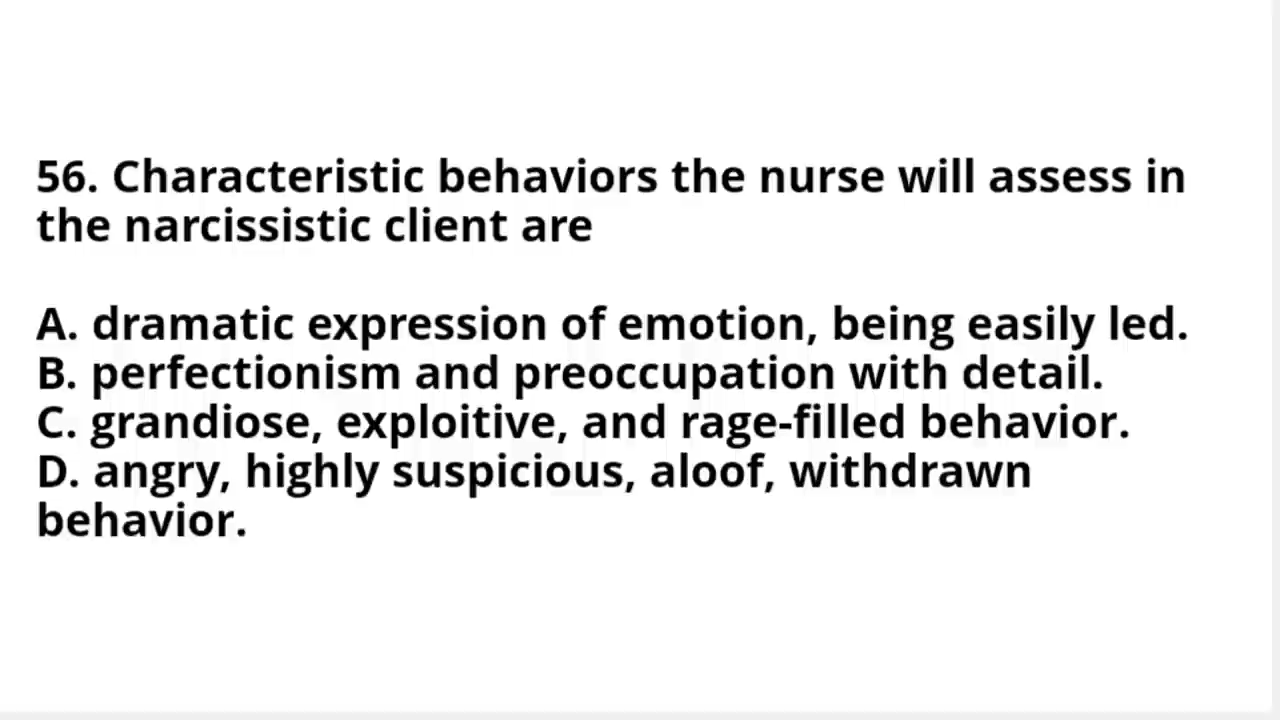 56. Characteristic behaviors the nurse will assess in
the narcissistic client are
A. dramatic expression of emotion, being easily led.
B. perfectionism and preoccupation with detail.
C. grandiose, exploitive, and rage-filled behavior.
D. angry, highly suspicious, aloof, withdrawn
behavior.